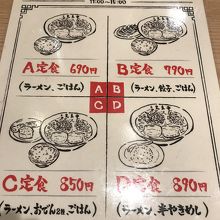 11:00~15:00
A定食 690円
(ラーメン、ごはん)
B定食 790円
(ラーメン、餃子、ごはん)
A B
C D
C定食 850円
(ラーメン、おでん2種、ごはん)
D定食 890円
(ラーメン、半やきめし)